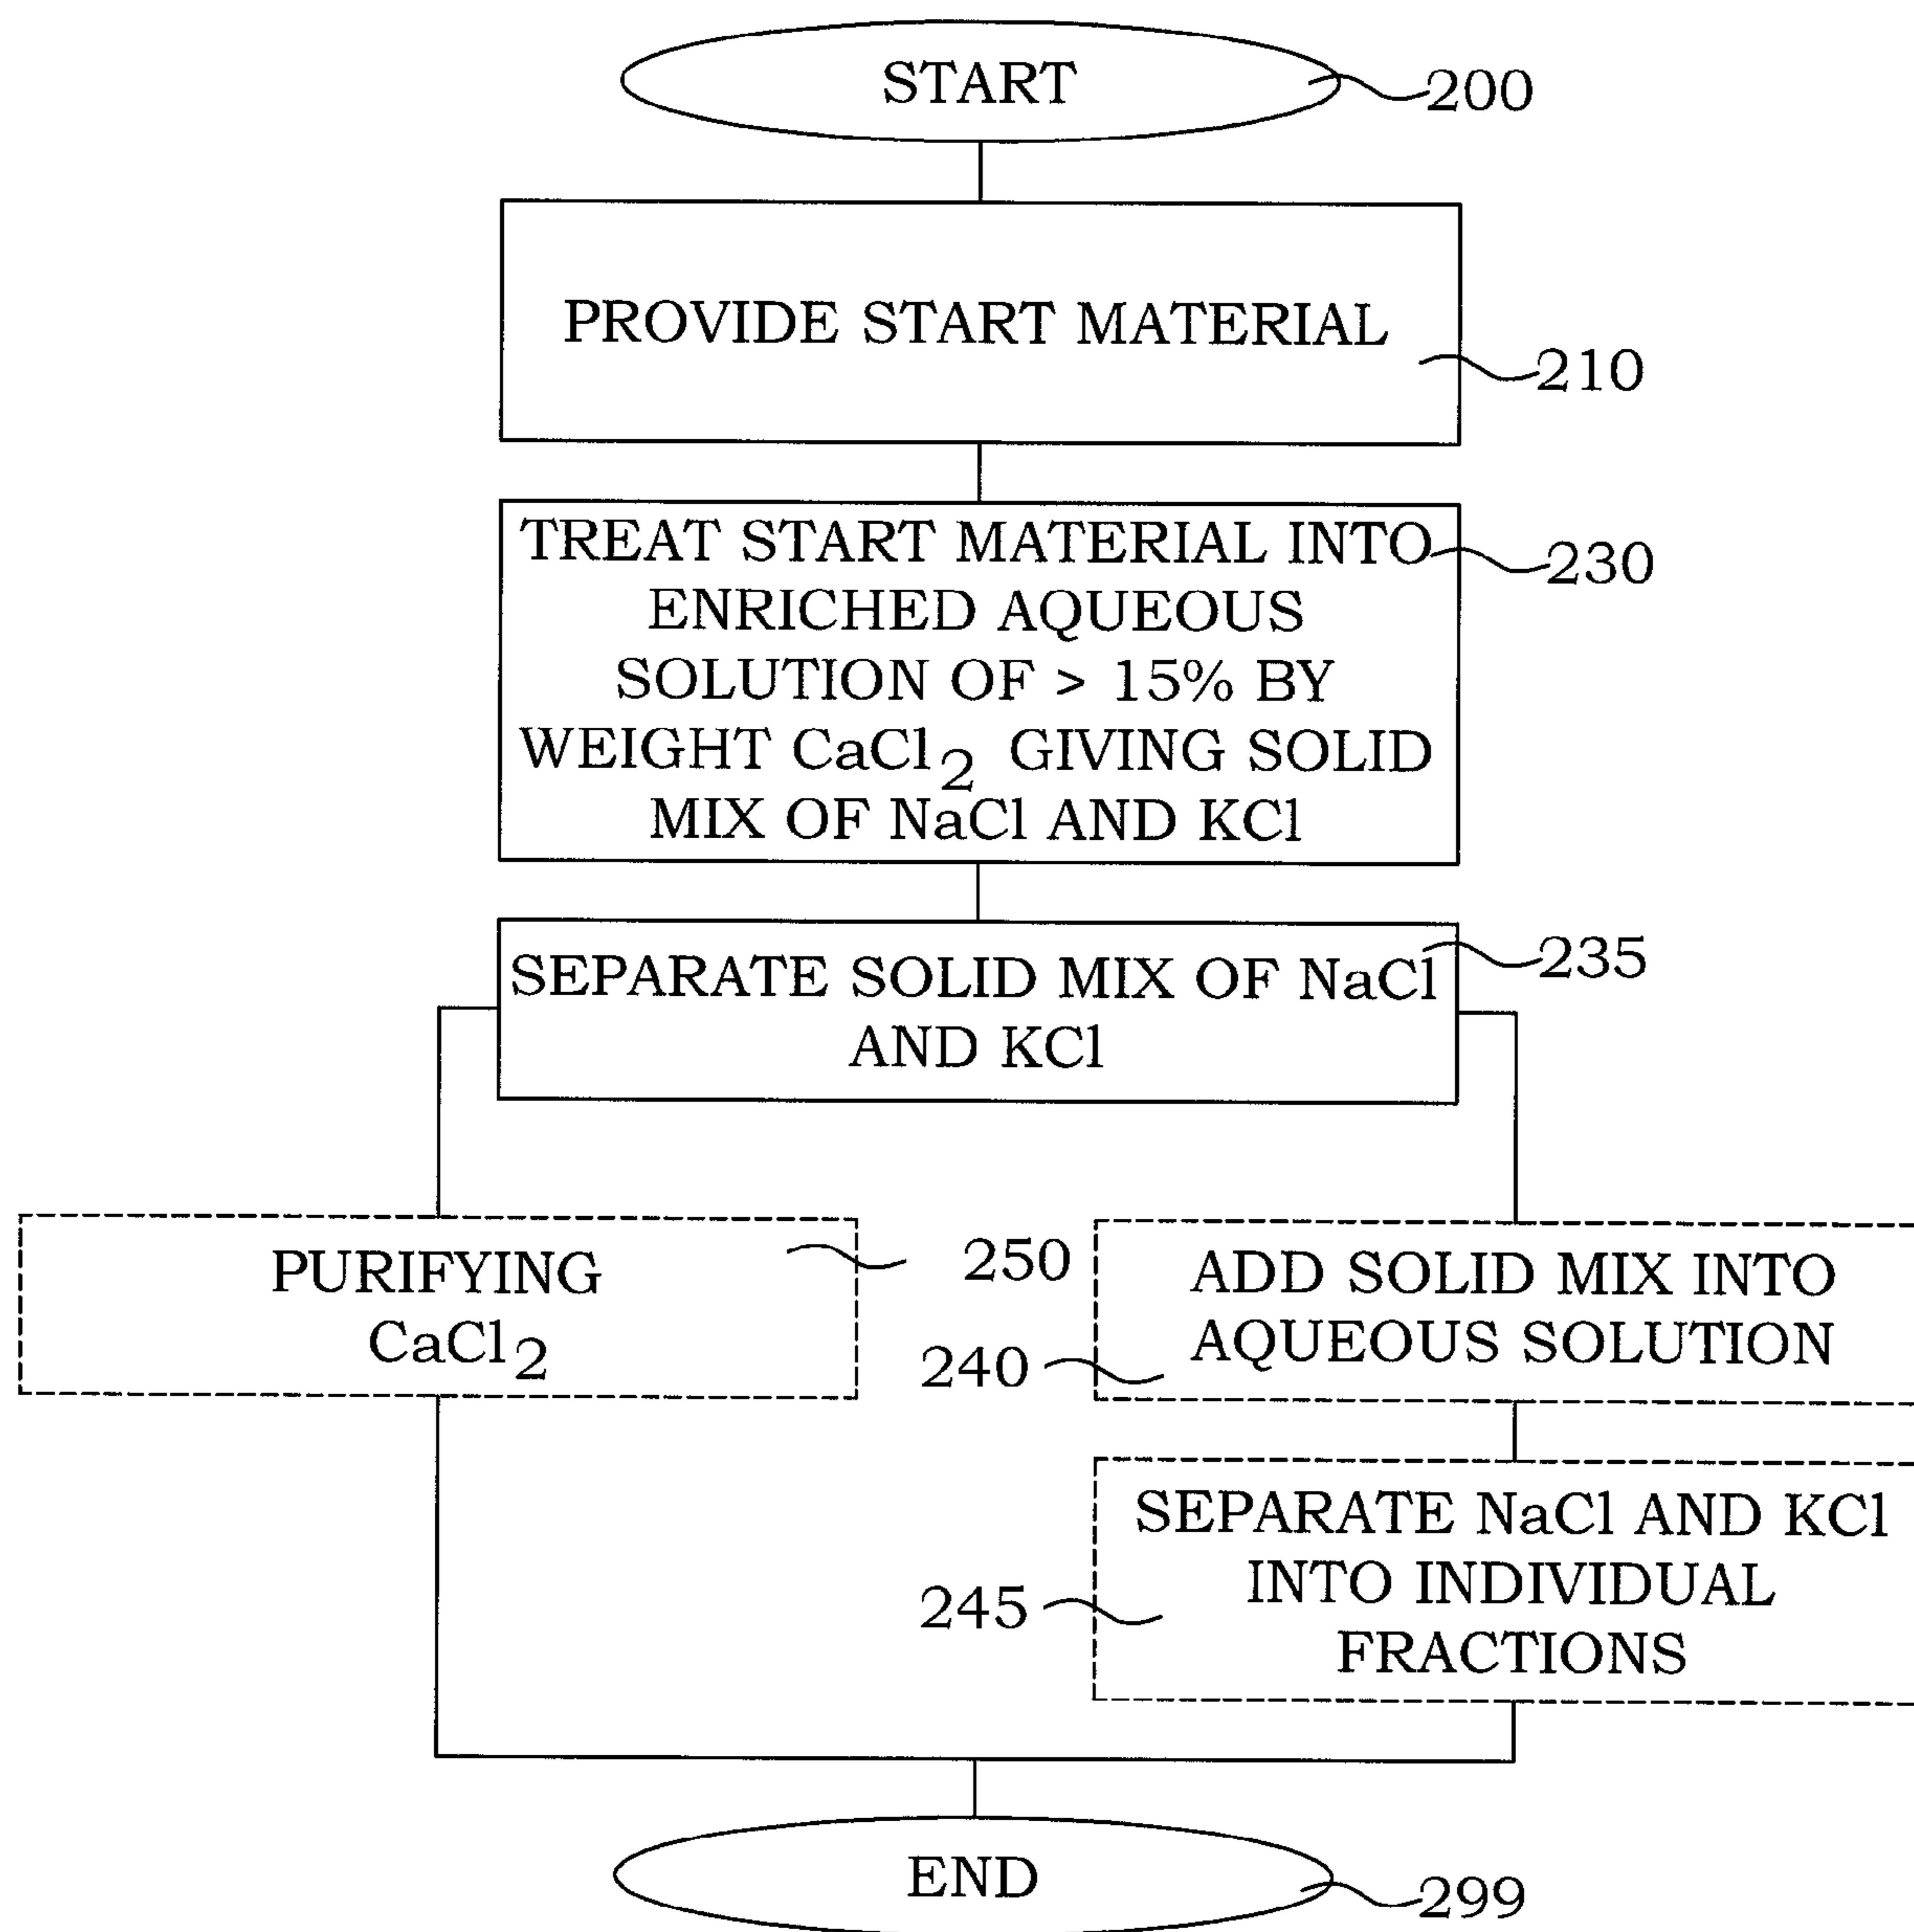 START
200
PROVIDE START MATERIAL
210
TREAT START MATERIAL INTO
230
ENRICHED AQUEOUS
SOLUTION OF > 15% BY
WEIGHT CaCl2 GIVING SOLID
MIX OF NaCl AND KCl
SEPARATE SOLID MIX OF NaCl
235
AND KCl
PURIFYING
CaCl2
250
ADD SOLID MIX INTO
AQUEOUS SOLUTION
240
SEPARATE NaCl AND KCl
INTO INDIVIDUAL
FRACTIONS
245
END
299